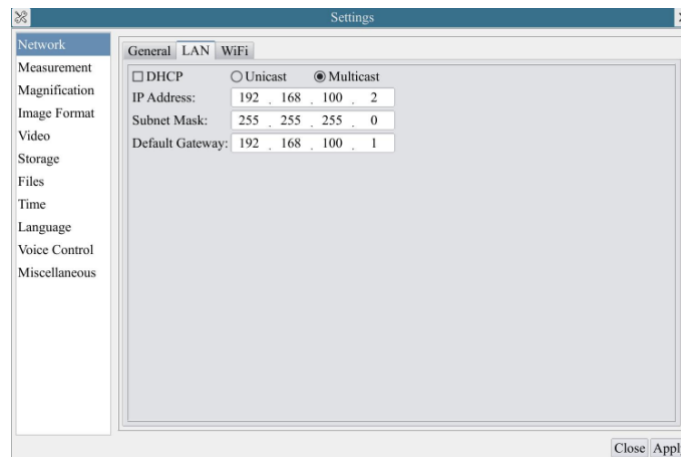 Settings
Network
Measurement
Magnification
Image Format
Video
Storage
Files
Time
Language
Voice Control
Miscellaneous
General LAN WiFi
DHCP Unicast Multicast
IP Address: 192 . 168 . 100 . 2
Subnet Mask: 255 . 255 . 255 . 0
Default Gateway: 192 . 168 . 100 . 1
Close Appl